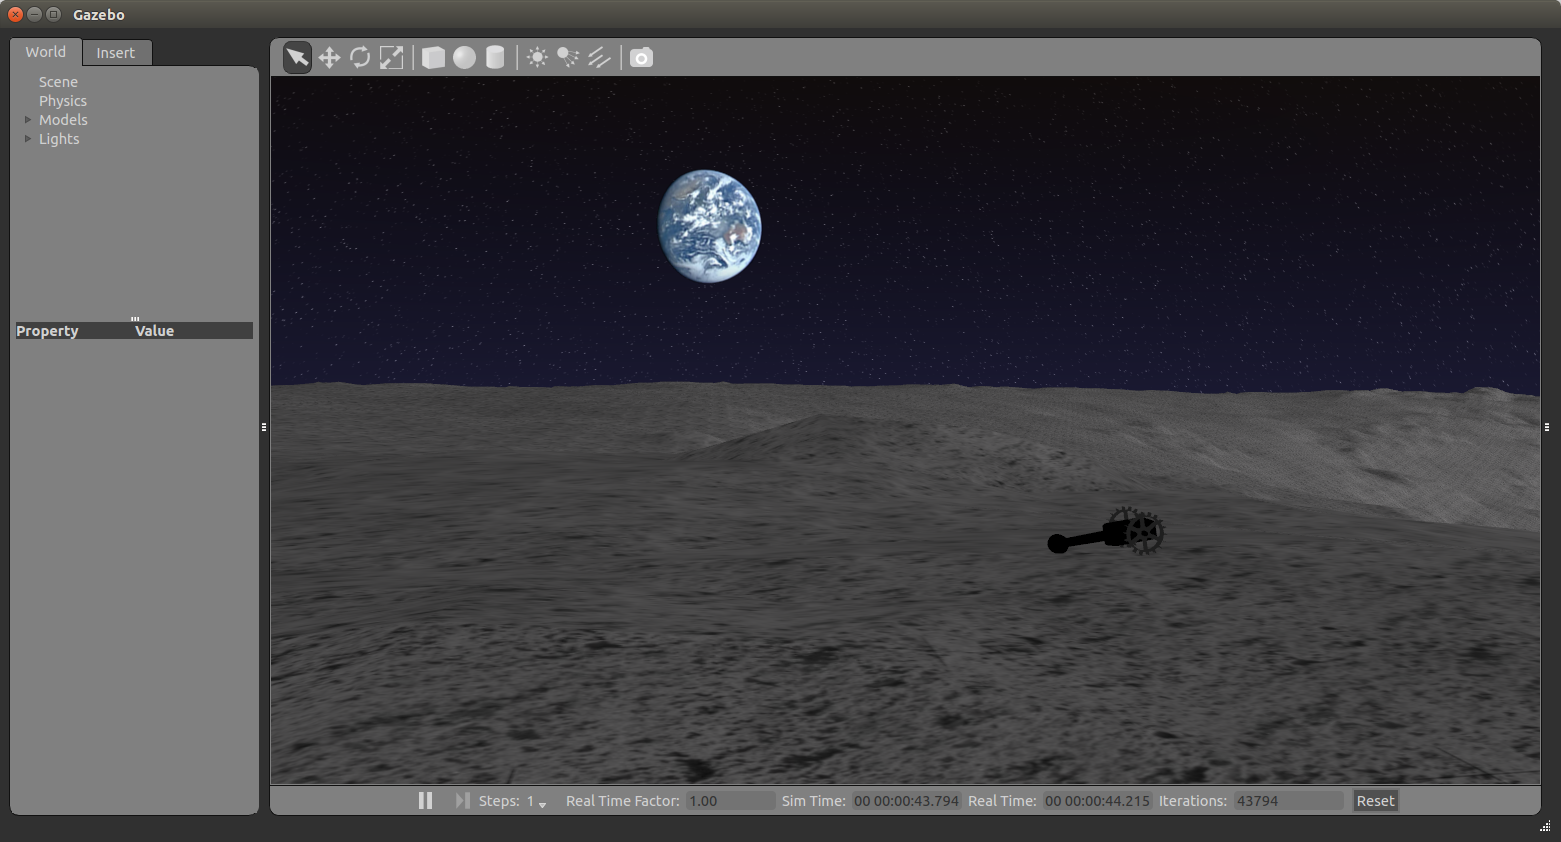 Gazebo
World Insert
Scene
Physics
Models
Lights
Property Value
Steps: 1 Real Time Factor: 1.00 Sim Time: 00 00:00:43.794 Real Time: 00 00:00:44.215 Iterations: 43794 Reset